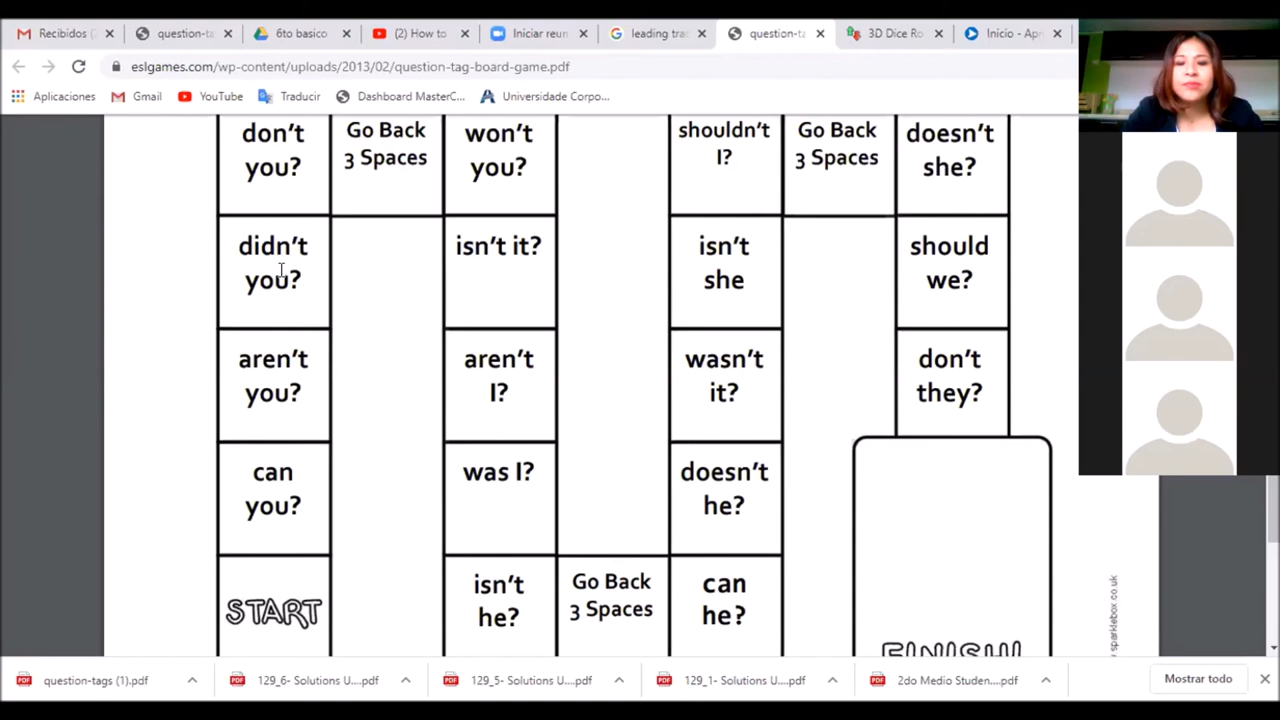 Recibidos (
question-ta
6to basico
(2) How to
Iniciar reun
leading tra
question-ta
3D Dice Ro
Inicio - Apr
eslgames.com/wp-content/uploads/2013/02/question-tag-board-game.pdf
Aplicaciones
Gmail
YouTube
Traducir
Dashboard MasterC...
Universidade Corpo...
don't
you?
Go Back
3 Spaces
won't
you?
shouldn't
I?
Go Back
3 Spaces
doesn't
she?
didn't
you?
isn't it?
isn't
she
should
we?
aren't
you?
aren't
I?
wasn't
it?
don't
they?
can
you?
was I?
doesn't
he?
START
isn't
he?
Go Back
3 Spaces
can
he?
FINISH!
sparklebox.co.uk
question-tags (1).pdf
129_6- Solutions U....pdf
129_5- Solutions U....pdf
129_1- Solutions U....pdf
2do Medio Studen....pdf
Mostrar todo